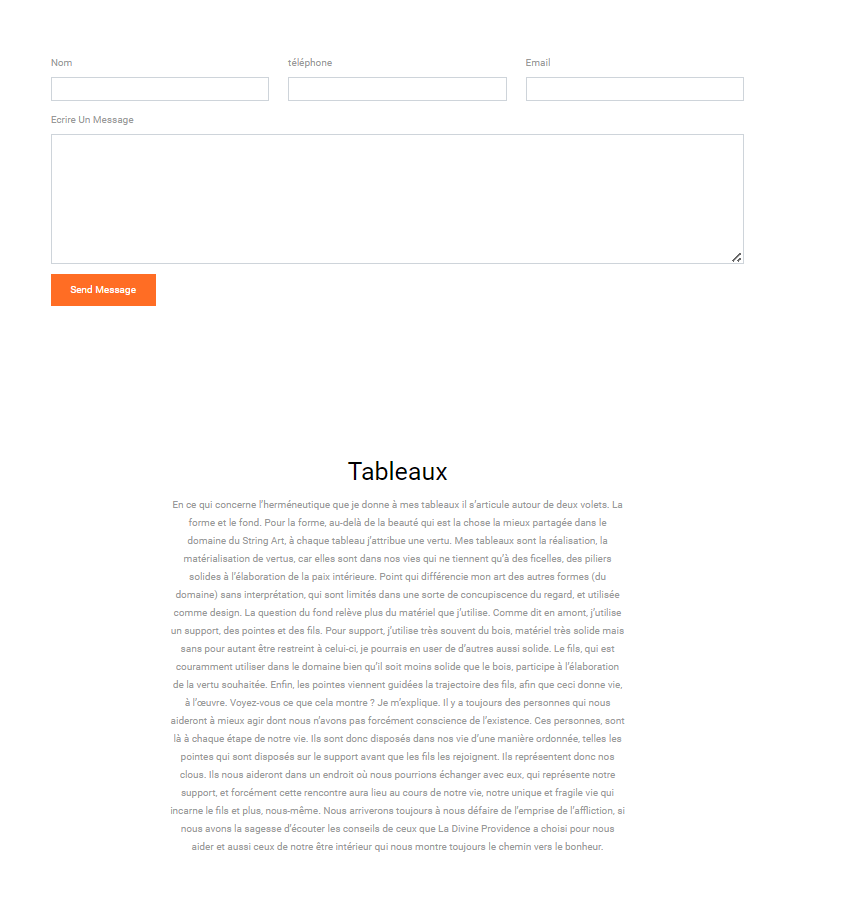 Nom téléphone Email
Ecrire Un Message
Send Message
Tableaux
En ce qui concerne l'herméneutique que je donne à mes tableaux il s'articule autour de deux volets. La
forme et le fond. Pour la forme, au-delà de la beauté qui est la chose la mieux partagée dans le
domaine du String Art, à chaque tableau j'attribue une vertu. Mes tableaux sont la réalisation, la
matérialisation de vertus, car elles sont dans nos vies qui ne tiennent qu'à des ficelles, des piliers
solides à l'élaboration de la paix intérieure. Point qui différencie mon art des autres formes (du
domaine) sans interprétation, qui sont limités dans une sorte de concupiscence du regard, et utilisée
comme design. La question du fond relève plus du matériel que j'utilise. Comme dit en amont, j'utilise
un support, des pointes et des fils. Pour support, j'utilise très souvent du bois, matériel très solide mais
sans pour autant être restreint à celui-ci, je pourrais en user de d'autres aussi solide. Le fils, qui est
couramment utiliser dans le domaine bien qu'il soit moins solide que le bois, participe à l'élaboration
de la vertu souhaitée. Enfin, les pointes viennent guidées la trajectoire des fils, afin que ceci donne vie,
à l'œuvre. Voyez-vous ce que cela montre ? Je m'explique. Il y a toujours des personnes qui nous
aideront à mieux agir dont nous n'avons pas forcément conscience de l'existence. Ces personnes, sont
là à chaque étape de notre vie. Ils sont donc disposés dans nos vie d'une manière ordonnée, telles les
pointes qui sont disposés sur le support avant que les fils les rejoignent. Ils représentent donc nos
clous. Ils nous aideront dans un endroit où nous pourrions échanger avec eux, qui représente notre
support, et forcément cette rencontre aura lieu au cours de notre vie, notre unique et fragile vie qui
incarne le fils et plus, nous-même. Nous arriverons toujours à nous défaire de l'emprise de l'affliction, si
nous avons la sagesse d'écouter les conseils de ceux que La Divine Providence a choisi pour nous
aider et aussi ceux de notre être intérieur qui nous montre toujours le chemin vers le bonheur.